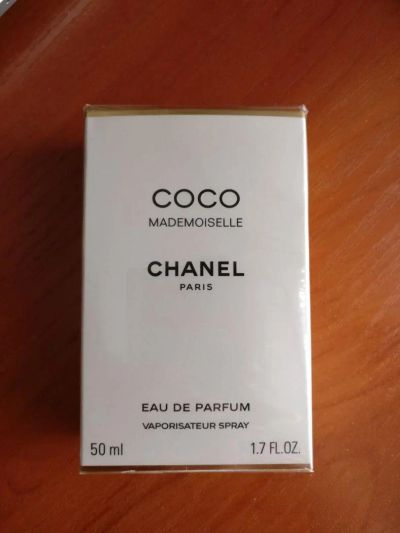 COCO
MADEMOISELLE
CHANEL
PARIS
EAU DE PARFUM
VAPORISATEUR SPRAY
50 ml 1.7 FL.OZ.